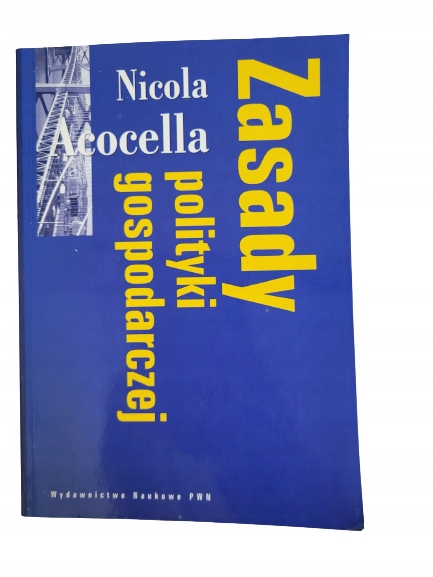 Nicola
Acocella
Zasady
polityki
gospodarczej
Wydawnictwo Naukowe PWN